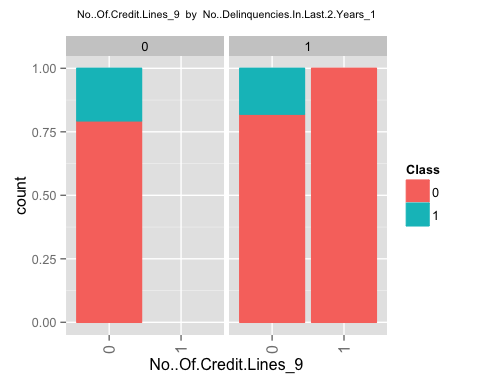 No..Of.Credit.Lines_9 by No..Delinquencies.In.Last.2.Years_1
0 1
1.00
0.75
0.50
0.25
0.00
count
0 1 0 1
No..Of.Credit.Lines_9
Class
0
1